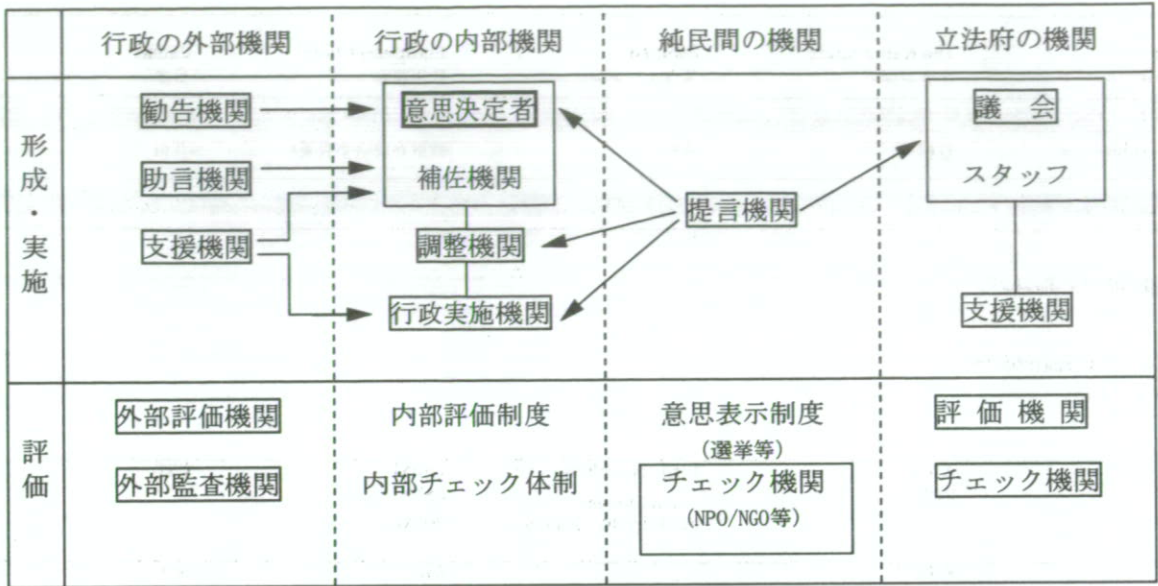 行政の外部機関 行政の内部機関 純民間の機関 立法府の機関
形成・実施
勧告機関 意思決定者 議 会
助言機関 補佐機関 スタッフ
提言機関
支援機関 調整機関
行政実施機関 支援機関
評価
外部評価機関 内部評価制度 意思表示制度 評 価 機 関
(選挙等)
外部監査機関 内部チェック体制 チェック機関 チェック機関
(NPO/NGO等)